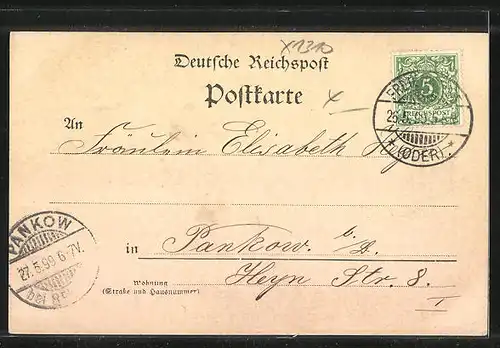 x1310
Deutsche Reichspost
Postkarte
5
REICHSPOST
(ODER)
An
Fräulein Elisabeth
in Pankow b. B.
Heyn Str. 8.
I
Wohnung
(Straße und Hausnummer)
PANKOW
27.5.99 6-7V.